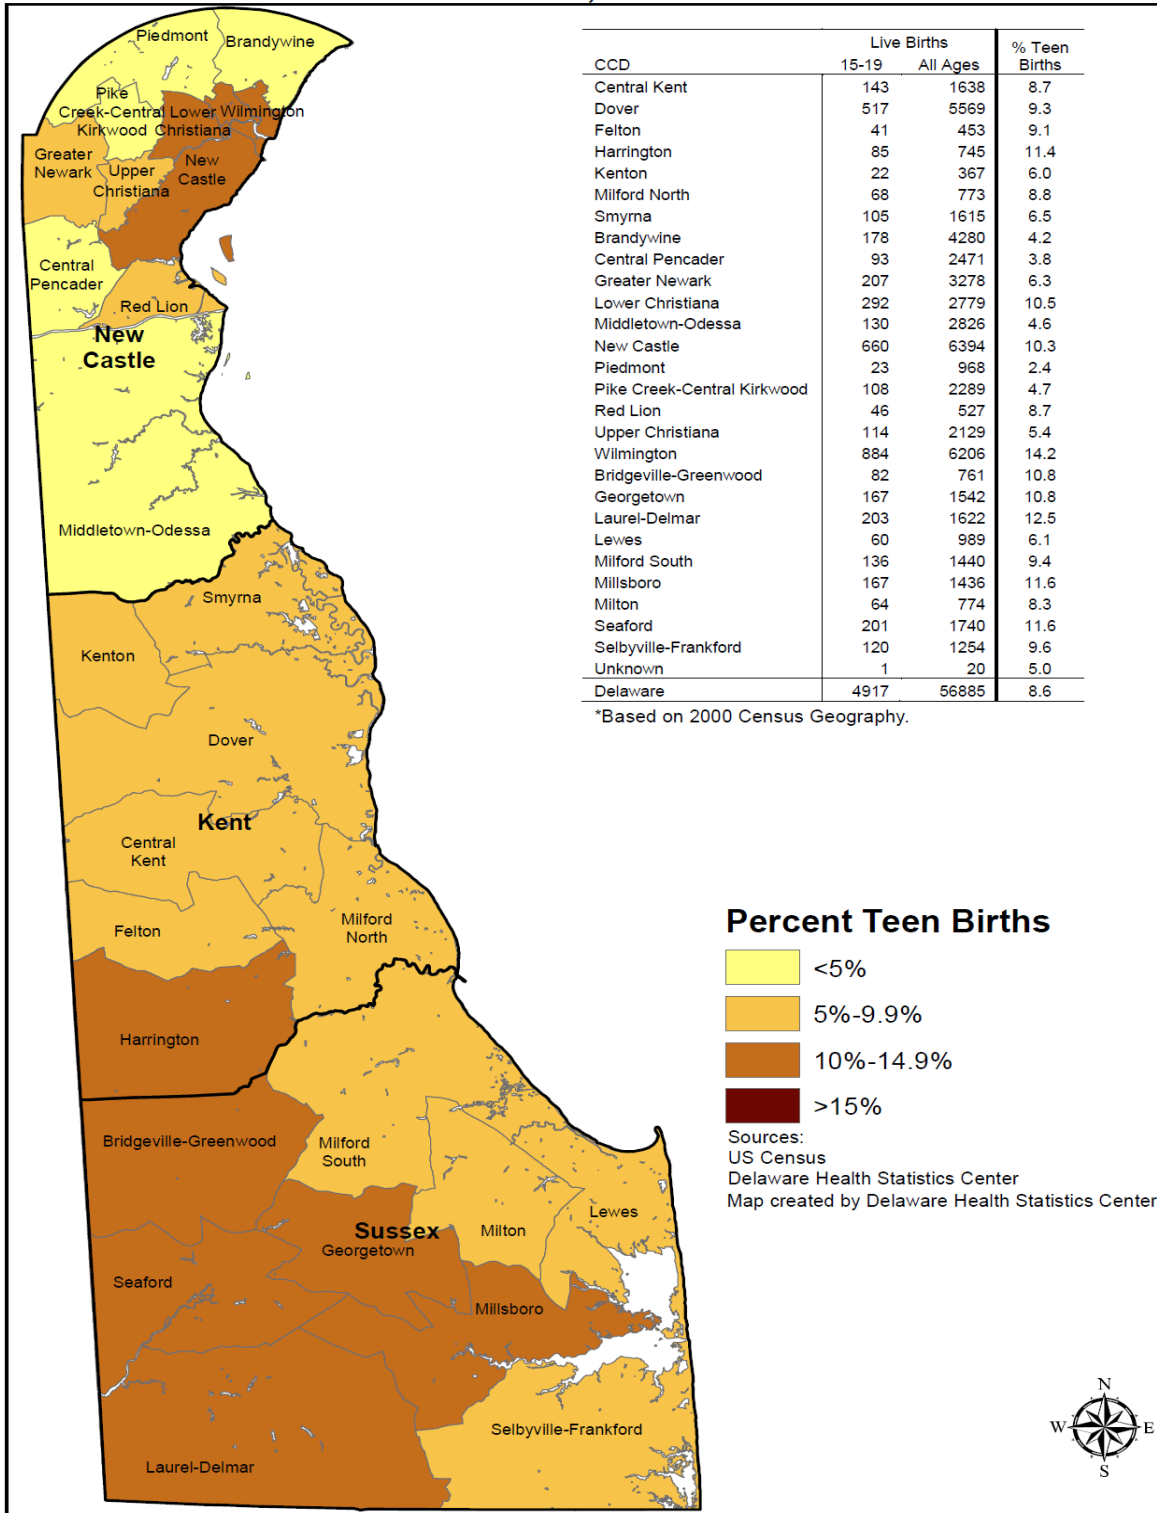 Piedmont
Brandywine
Pike
Creek-Central
Kirkwood
Lower
Christiana
Wilmington
Greater
Newark
Upper
Christiana
New
Castle
Central
Pencader
Red Lion
New
Castle
Middletown-Odessa
Smyrna
Kenton
Dover
Kent
Central
Kent
Felton
Milford
North
Harrington
Bridgeville-Greenwood
Milford
South
Sussex
Georgetown
Milton
Lewes
Seaford
Millsboro
Selbyville-Frankford
Laurel-Delmar
Live Births % Teen
CCD 15-19 All Ages Births
Central Kent 143 1638 8.7
Dover 517 5569 9.3
Felton 41 453 9.1
Harrington 85 745 11.4
Kenton 22 367 6.0
Milford North 68 773 8.8
Smyrna 105 1615 6.5
Brandywine 178 4280 4.2
Central Pencader 93 2471 3.8
Greater Newark 207 3278 6.3
Lower Christiana 292 2779 10.5
Middletown-Odessa 130 2826 4.6
New Castle 660 6394 10.3
Piedmont 23 968 2.4
Pike Creek-Central Kirkwood 108 2289 4.7
Red Lion 46 527 8.7
Upper Christiana 114 2129 5.4
Wilmington 884 6206 14.2
Bridgeville-Greenwood 82 761 10.8
Georgetown 167 1542 10.8
Laurel-Delmar 203 1622 12.5
Lewes 60 989 6.1
Milford South 136 1440 9.4
Millsboro 167 1436 11.6
Milton 64 774 8.3
Seaford 201 1740 11.6
Selbyville-Frankford 120 1254 9.6
Unknown 1 20 5.0
Delaware 4917 56885 8.6
*Based on 2000 Census Geography.
Percent Teen Births
<5%
5%-9.9%
10%-14.9%
>15%
Sources:
US Census
Delaware Health Statistics Center
Map created by Delaware Health Statistics Center
N
W E
S